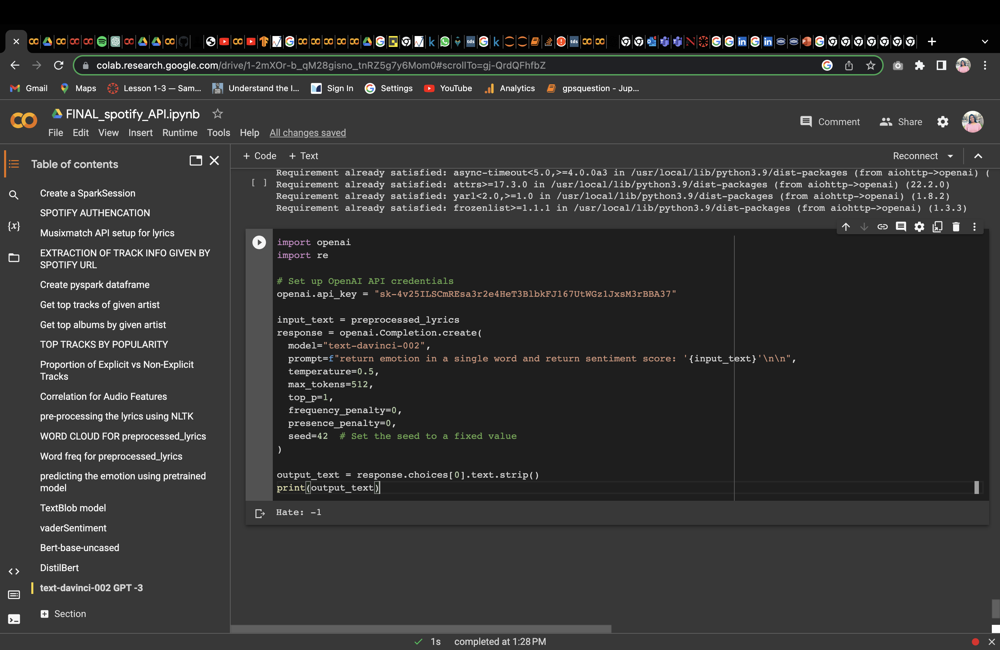 colab.research.google.com/drive/1-2mXOr-b_qM28gisno_tnRZ5g7y6Mom0#scrollTo=gj-QrdQFhfbZ
Gmail Maps Lesson 1-3 — Sam... Understand the I... Sign In Settings YouTube Analytics gpsquestion - Jup...
FINAL_spotify_API.ipynb
File Edit View Insert Runtime Tools Help All changes saved
Comment Share
Table of contents
Create a SparkSession
SPOTIFY AUTHENCATION
Musixmatch API setup for lyrics
EXTRACTION OF TRACK INFO GIVEN BY
SPOTIFY URL
Create pyspark dataframe
Get top tracks of given artist
Get top albums by given artist
TOP TRACKS BY POPULARITY
Proportion of Explicit vs Non-Explicit
Tracks
Correlation for Audio Features
pre-processing the lyrics using NLTK
WORD CLOUD FOR preprocessed_lyrics
Word freq for preprocessed_lyrics
predicting the emotion using pretrained
model
TextBlob model
vaderSentiment
Bert-base-uncased
DistilBert
text-davinci-002 GPT -3
Section
+ Code + Text
Reconnect
Requirement already satisfied: async-timeout<5.0,>=4.0.0a3 in /usr/local/lib/python3.9/dist-packages (from aiohttp->openai) (
[ ] Requirement already satisfied: attrs>=17.3.0 in /usr/local/lib/python3.9/dist-packages (from aiohttp->openai) (22.2.0)
Requirement already satisfied: yarl<2.0,>=1.0 in /usr/local/lib/python3.9/dist-packages (from aiohttp->openai) (1.8.2)
Requirement already satisfied: frozenlist>=1.1.1 in /usr/local/lib/python3.9/dist-packages (from aiohttp->openai) (1.3.3)
import openai
import re
# Set up OpenAI API credentials
openai.api_key = "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"
input_text = preprocessed_lyrics
response = openai.Completion.create(
model="text-davinci-002",
prompt=f"return emotion in a single word and return sentiment score: '{input_text}'\n\n",
temperature=0.5,
max_tokens=512,
top_p=1,
frequency_penalty=0,
presence_penalty=0,
seed=42 # Set the seed to a fixed value
)
output_text = response.choices[0].text.strip()
print(output_text)
Hate: -1
1s completed at 1:28 PM